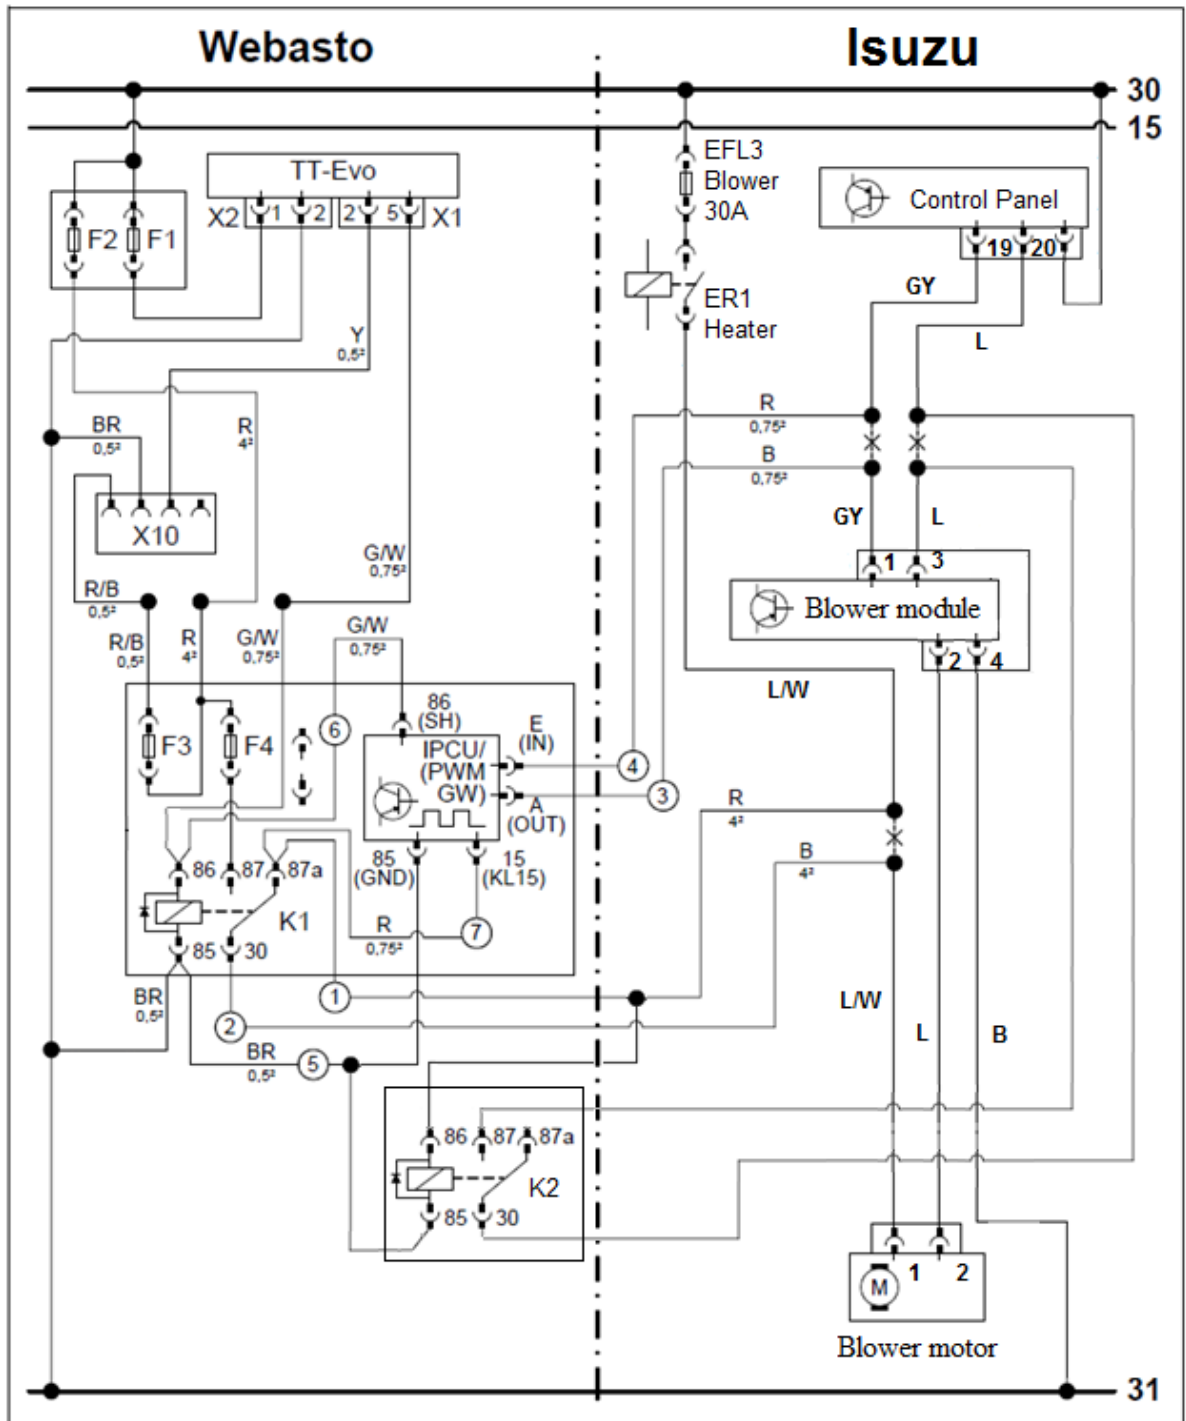 Webasto
Isuzu
30
15
TT-Evo
X2 1 2 2 5 X1
F2 F1
EFL3
Blower
30A
Control Panel
19 20
ER1
Heater
GY
L
Y
0,5²
BR
0,5²
R
4²
R
0,75²
B
0,75²
X10
GY
L
G/W
0,75²
1 3
Blower module
2 4
R/B
0,5²
R/B
0,5²
R
4²
G/W
0,75²
G/W
0,75²
L/W
86
(SH)
E
(IN)
6
F3 F4
IPCU/
(PWM
GW)
4
3
A
(OUT)
R
4²
B
4²
86 87 87a
85
(GND)
15
(KL15)
K1
R
0,75²
7
85 30
BR
0,5²
1
2
L/W
L
B
BR
0,5²
5
86 87 87a
K2
85 30
1 2
M
Blower motor
31